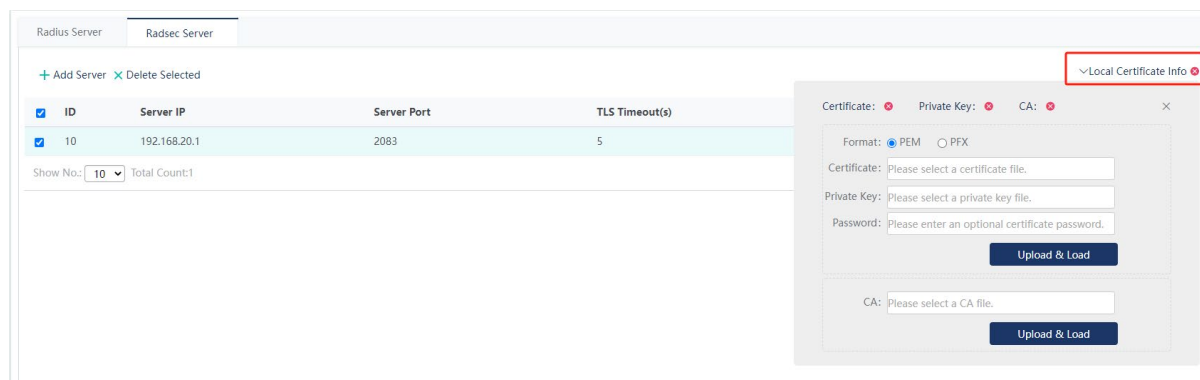 Radius Server Radsec Server
Add Server Delete Selected Local Certificate Info
ID Server IP Server Port TLS Timeout(s)
10 192.168.20.1 2083 5
Show No.: 10 Total Count:1
Certificate: Private Key: CA:
Format: PEM PFX
Certificate: Please select a certificate file.
Private Key: Please select a private key file.
Password: Please enter an optional certificate password.
Upload & Load
CA: Please select a CA file.
Upload & Load